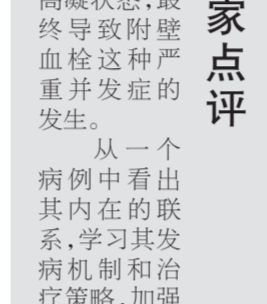 高凝状态,最
终导致附壁
血栓这种严
重并发症的
发生。
从一个
病例中看出
其内在的联
系,学习其发
病机制和治
疗策略,加强
家点评